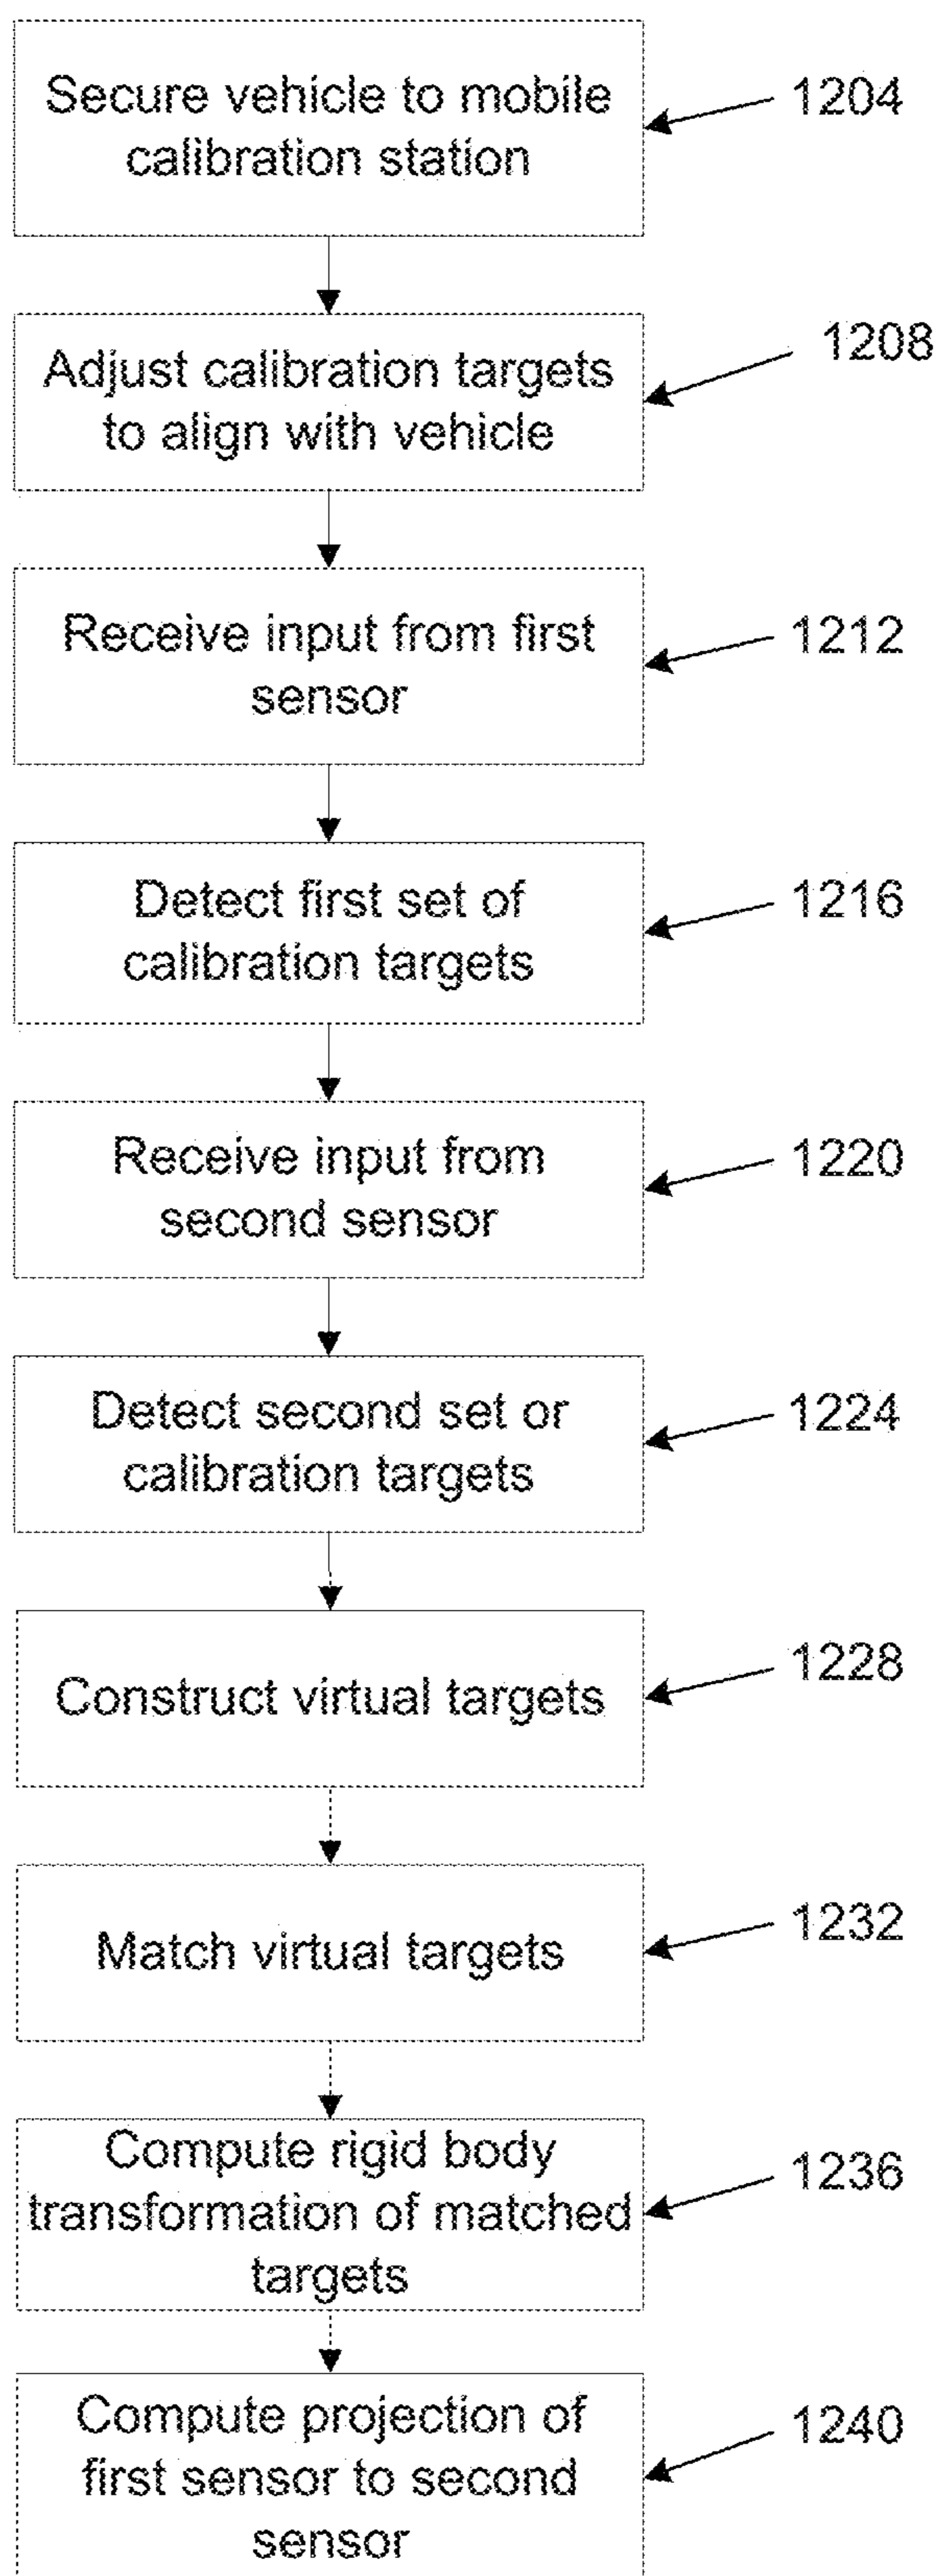 Secure vehicle to mobile
calibration station
1204
Adjust calibration targets
to align with vehicle
1208
Receive input from first
sensor
1212
Detect first set of
calibration targets
1216
Receive input from
second sensor
1220
Detect second set or
calibration targets
1224
Construct virtual targets
1228
Match virtual targets
1232
Compute rigid body
transformation of matched
targets
1236
Compute projection of
first sensor to second
sensor
1240